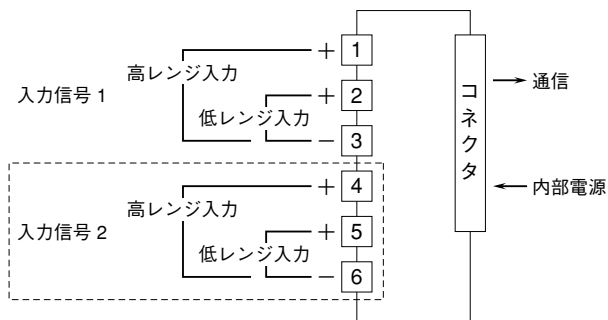 入力信号 1
高レンジ入力
+ 1
低レンジ入力
+ 2
− 3
入力信号 2
高レンジ入力
+ 4
低レンジ入力
+ 5
− 6
コネクタ
通信
内部電源